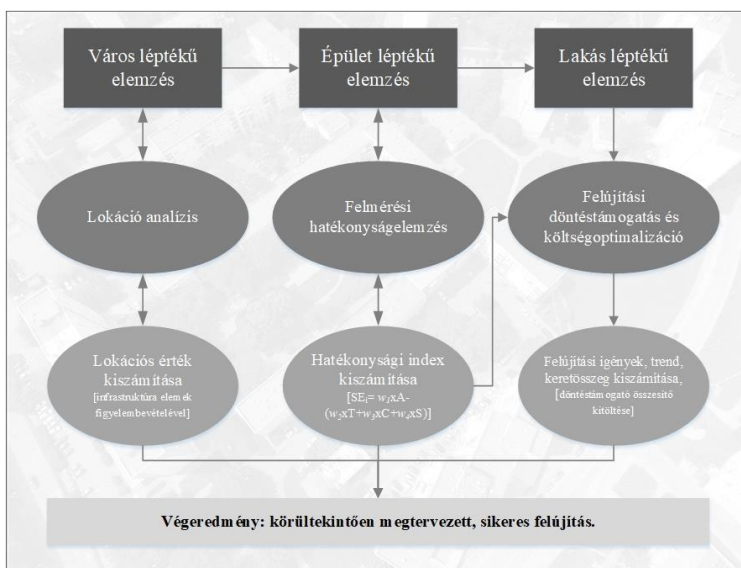 Város léptékű
elemzés
Épület léptékű
elemzés
Lakás léptékű
elemzés
Lokáció analízis
Felmérési
hatékonyságelemzés
Felújítási
döntéstámogatás és
költségoptimalizáció
Lokációs érték
kiszámítása
[infrastruktúra elemek
figyelembevételével]
Hatékonysági index
kiszámítása
[SEᵢ= w₁xA-
(w₂xT+w₃xC+w₄xS)]
Felújítási igények, trend,
keretösszeg kiszámítása,
[döntéstámogató összesítő
kitöltése]
Végeredmény: körültekintően megtervezett, sikeres felújítás.